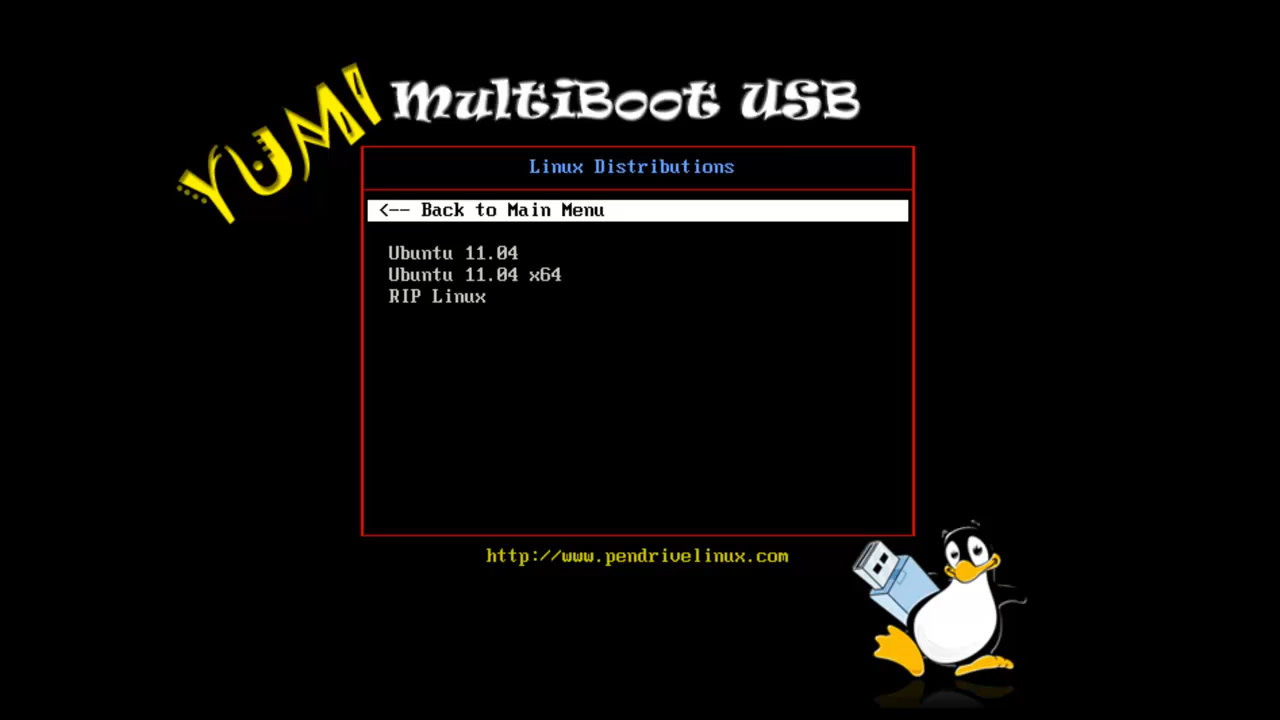 YUMI MultiBoot USB
Linux Distributions
<-- Back to Main Menu
Ubuntu 11.04
Ubuntu 11.04 x64
RIP Linux
http://www.pendrivelinux.com